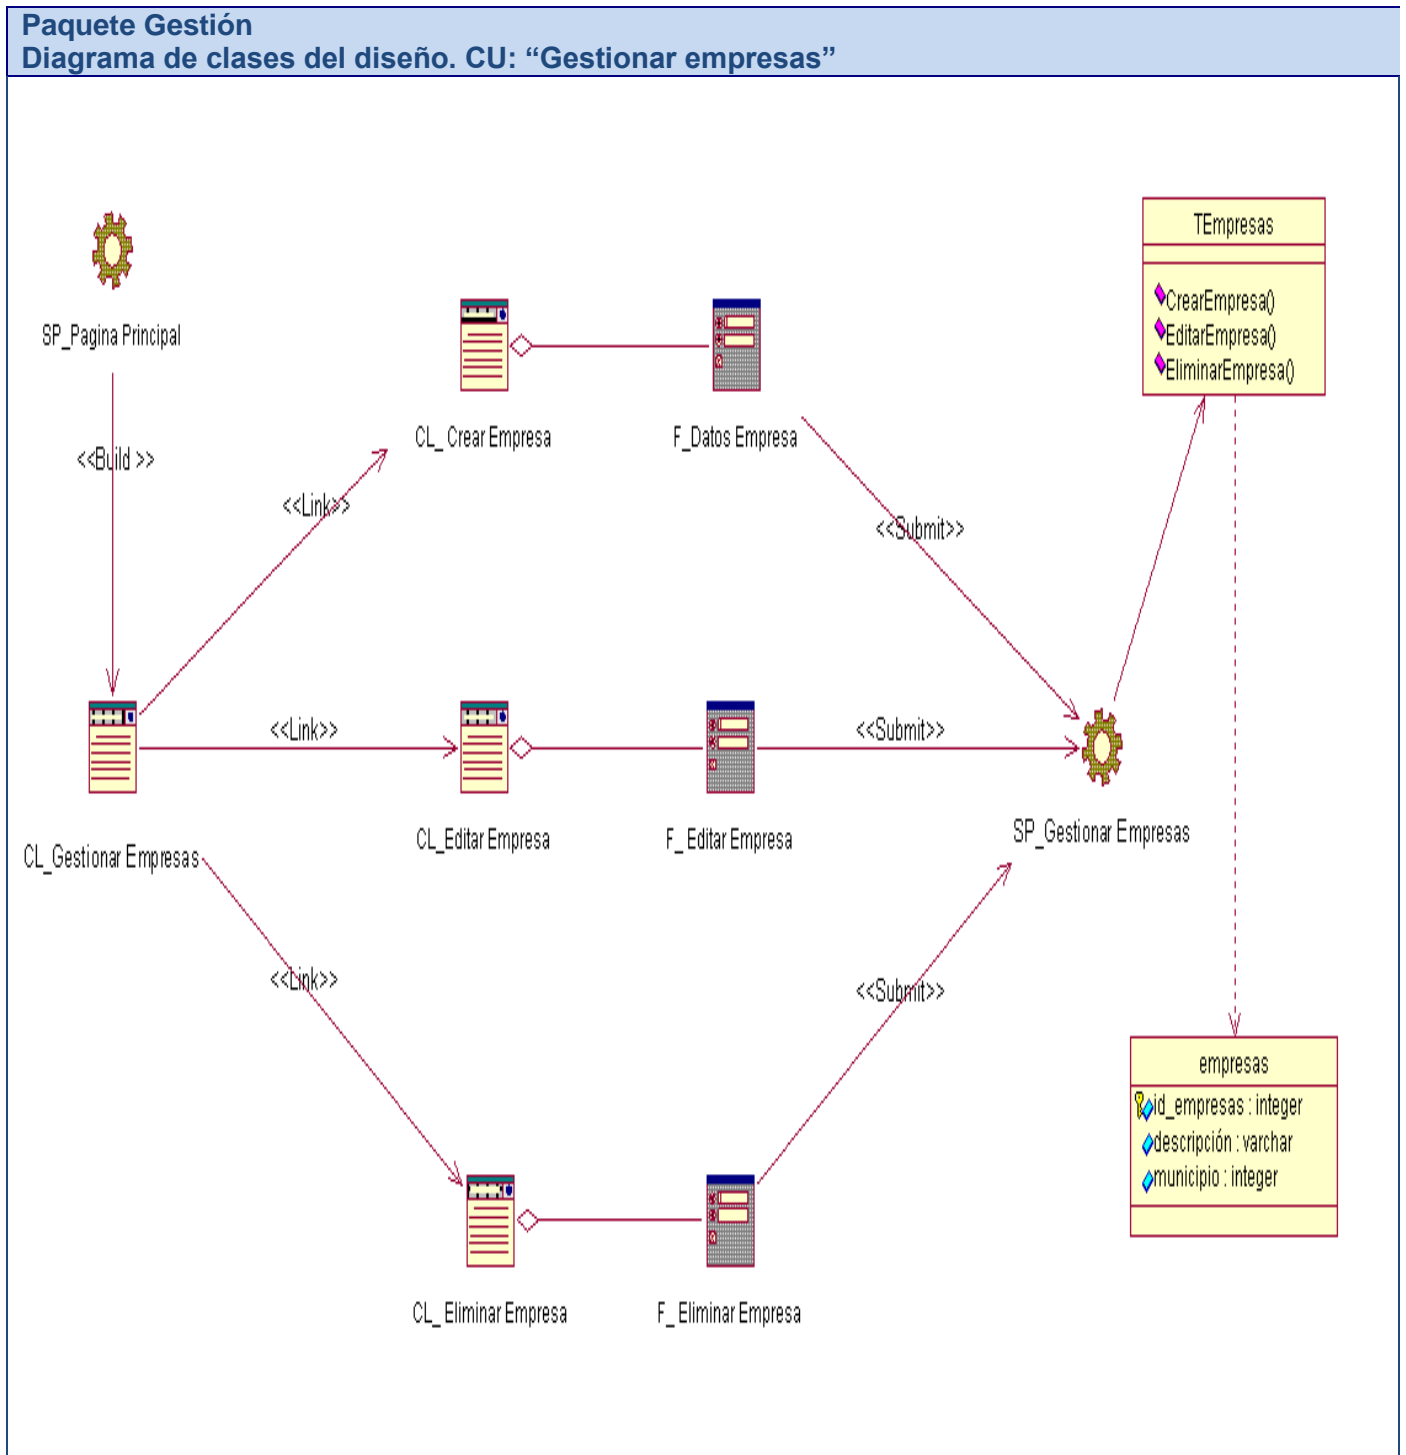 Paquete Gestión
Diagrama de clases del diseño. CU: “Gestionar empresas”
TEmpresas
CrearEmpresa()
EditarEmpresa()
EliminarEmpresa()
SP_Pagina Principal
<<Build >>
CL_ Crear Empresa
F_Datos Empresa
<<Link>>
<<Submit>>
<<Link>>
<<Submit>>
CL_Gestionar Empresas
CL_Editar Empresa
F_ Editar Empresa
SP_Gestionar Empresas
<<Link>>
<<Submit>>
empresas
id_empresas : integer
descripción : varchar
municipio : integer
CL_ Eliminar Empresa
F_ Eliminar Empresa